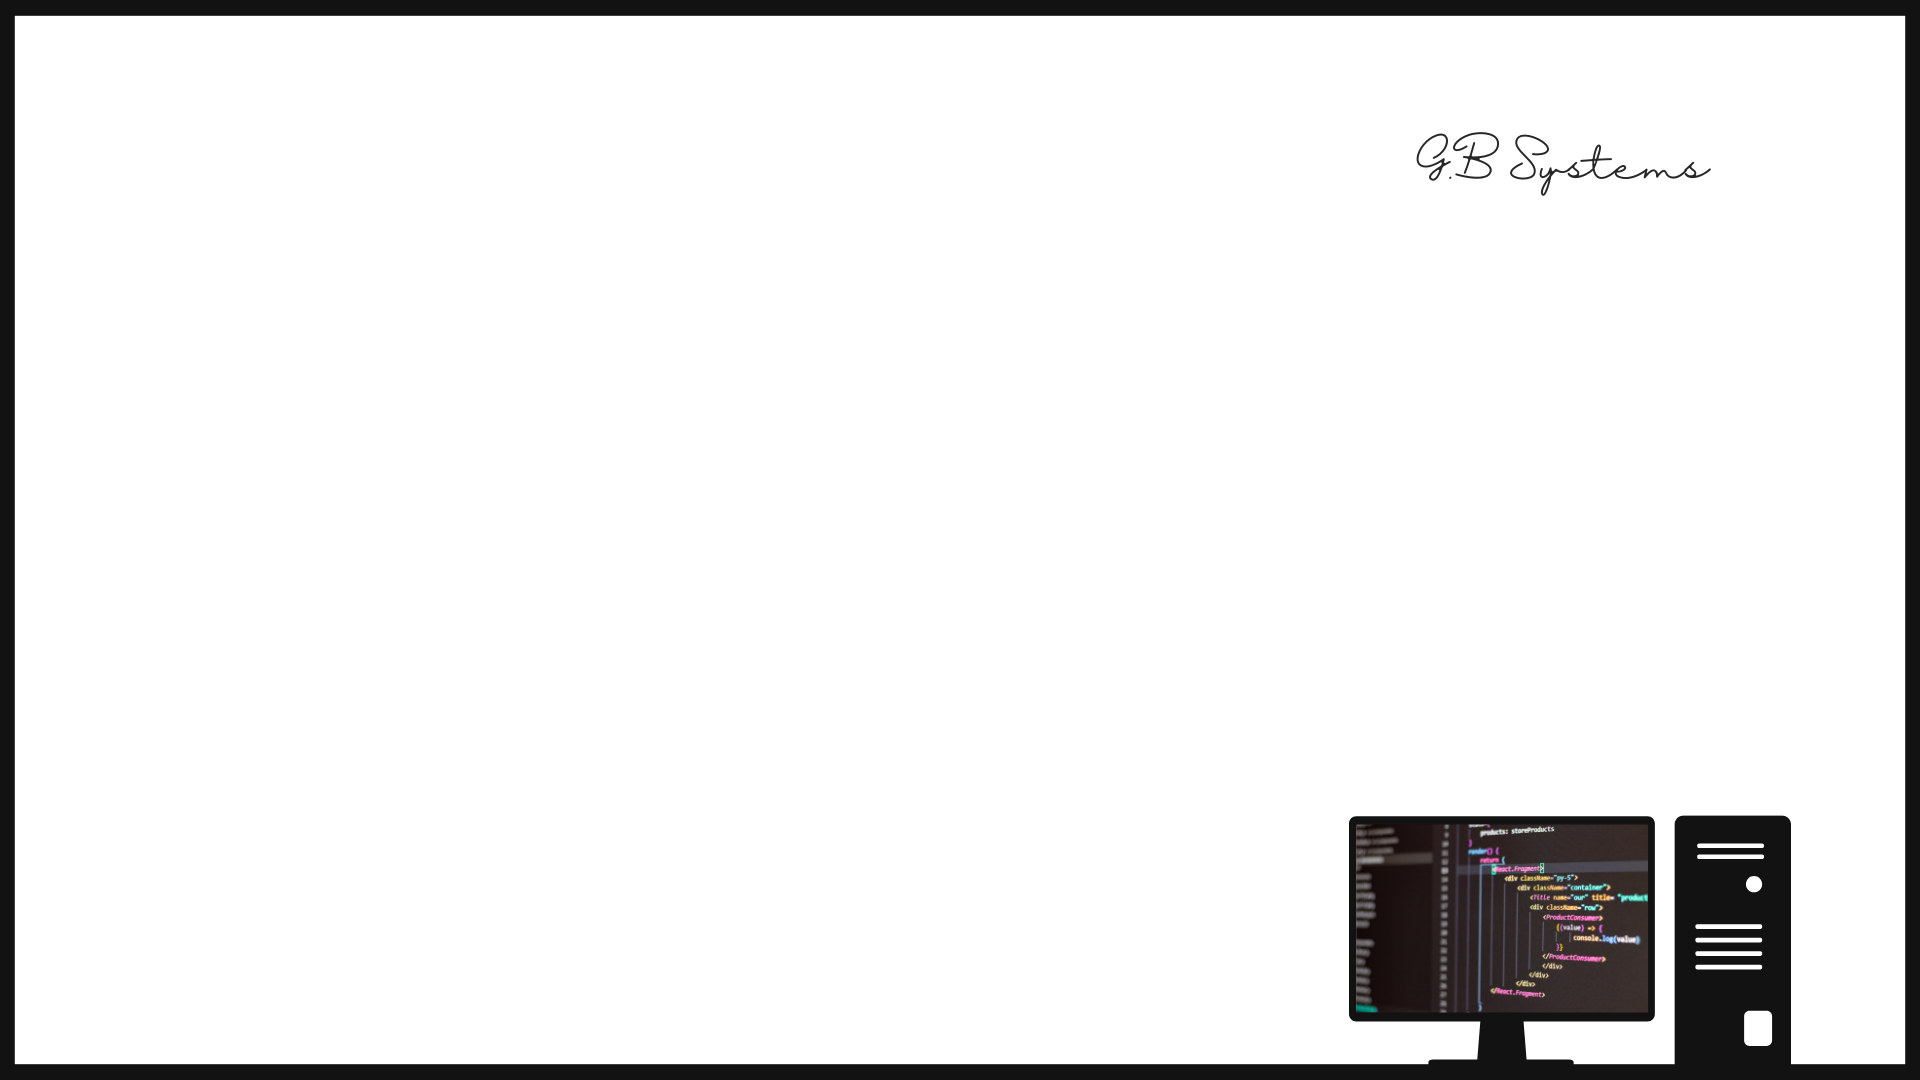 G.B Systems
products: storeProducts
}
render() {
return (
<React.Fragment>
<div className="py-5">
<div className="container">
<Title name="our" title= "product
<div className="row">
<ProductConsumer>
{(value) => {
console.log(value)
}}
</ProductConsumer>
</div>
</div>
</div>
</React.Fragment>